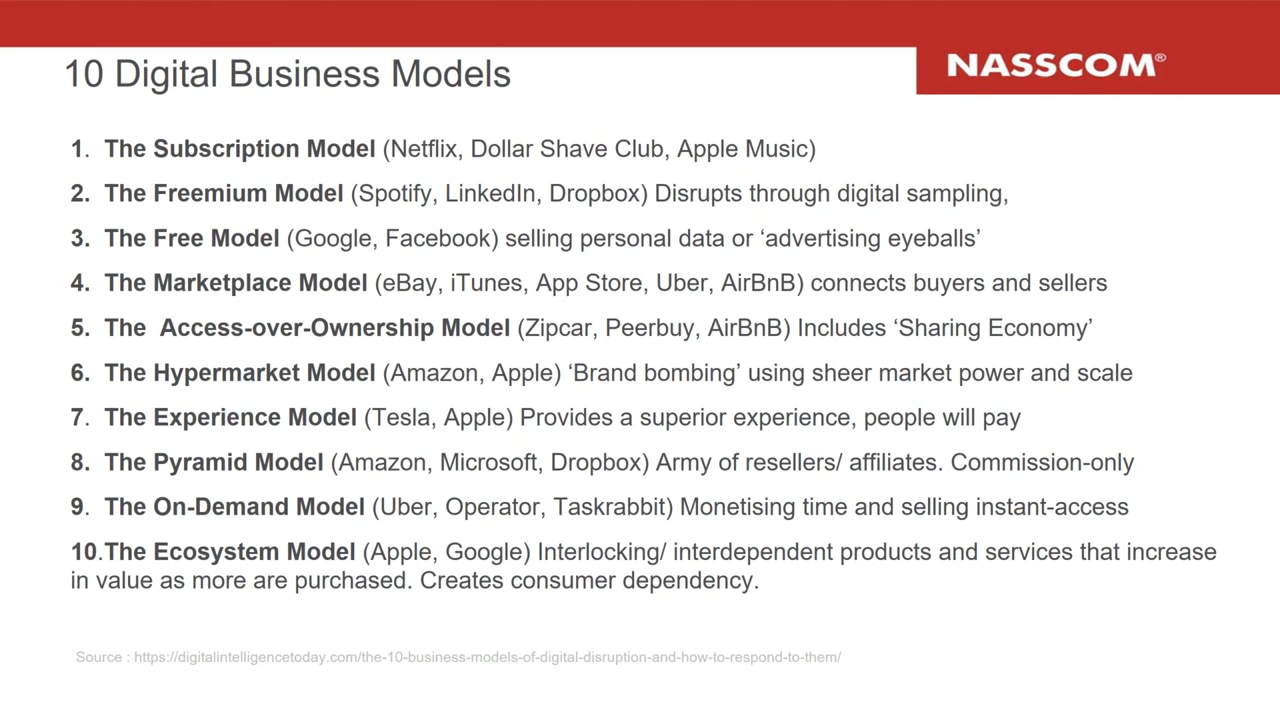 10 Digital Business Models
NASSCOM®
1. The Subscription Model (Netflix, Dollar Shave Club, Apple Music)
2. The Freemium Model (Spotify, LinkedIn, Dropbox) Disrupts through digital sampling,
3. The Free Model (Google, Facebook) selling personal data or ‘advertising eyeballs’
4. The Marketplace Model (eBay, iTunes, App Store, Uber, AirBnB) connects buyers and sellers
5. The  Access-over-Ownership Model (Zipcar, Peerbuy, AirBnB) Includes ‘Sharing Economy’
6. The Hypermarket Model (Amazon, Apple) ‘Brand bombing’ using sheer market power and scale
7. The Experience Model (Tesla, Apple) Provides a superior experience, people will pay
8. The Pyramid Model (Amazon, Microsoft, Dropbox) Army of resellers/ affiliates. Commission-only
9. The On-Demand Model (Uber, Operator, Taskrabbit) Monetising time and selling instant-access
10.The Ecosystem Model (Apple, Google) Interlocking/ interdependent products and services that increase
in value as more are purchased. Creates consumer dependency.
Source : https://digitalintelligencetoday.com/the-10-business-models-of-digital-disruption-and-how-to-respond-to-them/